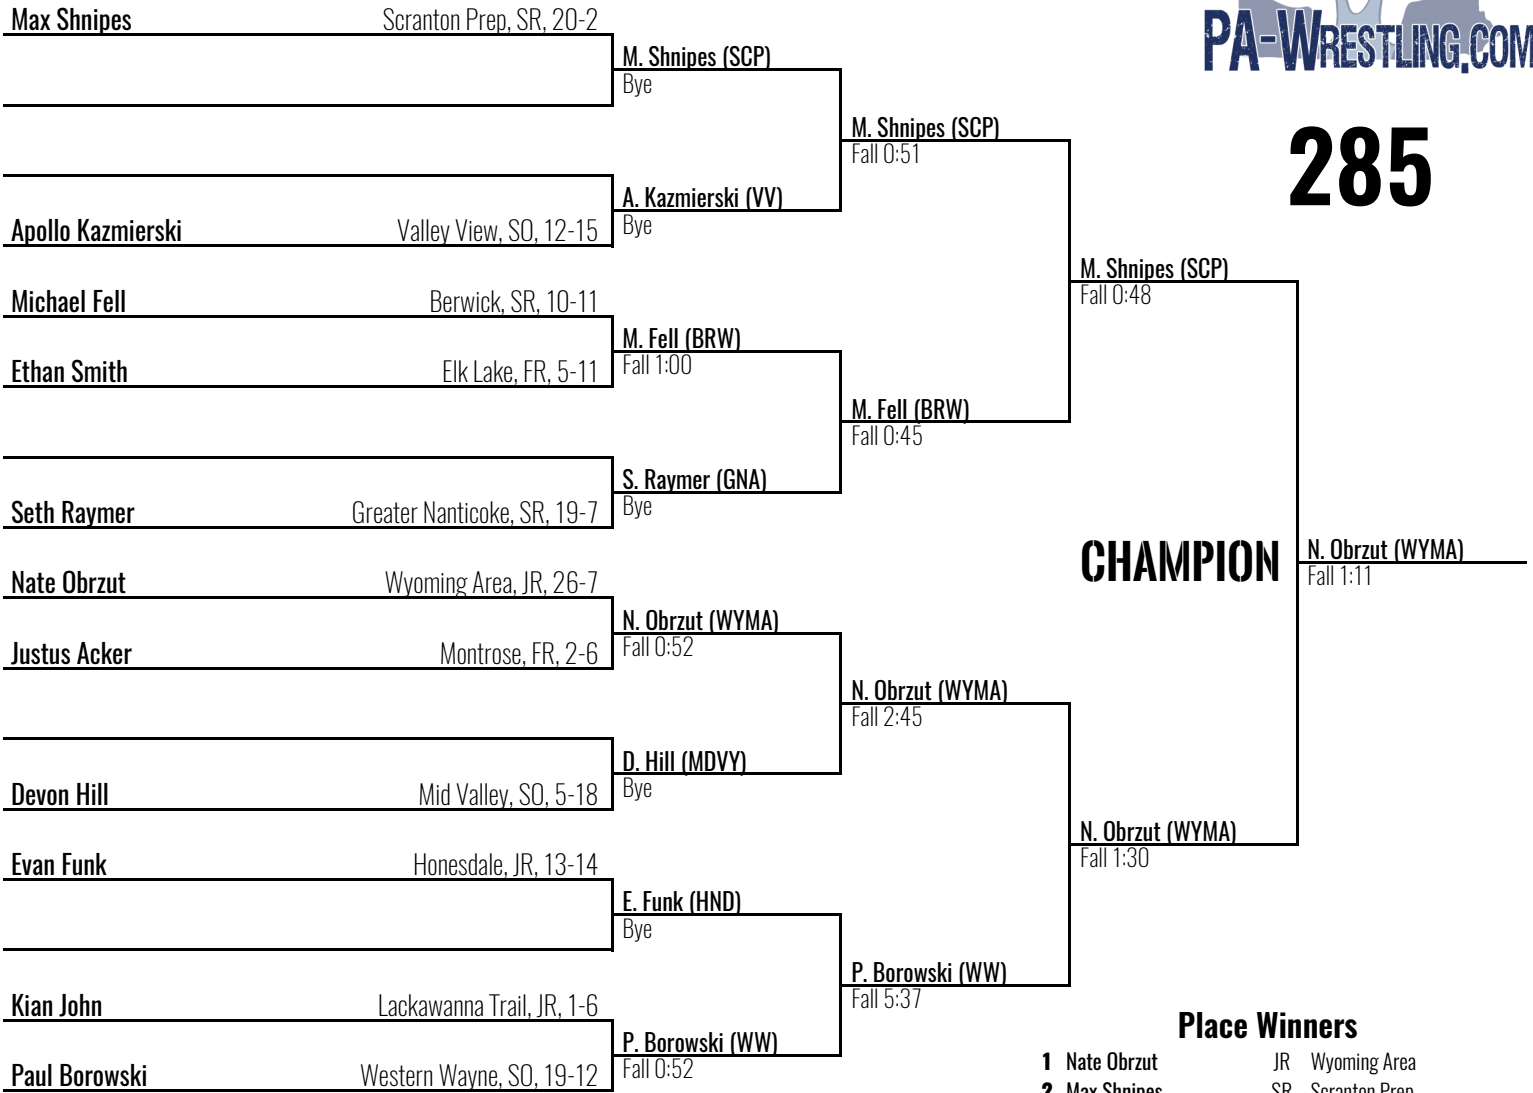 Max Shnipes Scranton Prep, SR, 20-2
M. Shnipes (SCP)
Bye
PA-WRESTLING.COM
M. Shnipes (SCP)
Fall 0:51
285
A. Kazmierski (VV)
Bye
Apollo Kazmierski Valley View, SO, 12-15
M. Shnipes (SCP)
Fall 0:48
Michael Fell Berwick, SR, 10-11
M. Fell (BRW)
Fall 1:00
Ethan Smith Elk Lake, FR, 5-11
M. Fell (BRW)
Fall 0:45
S. Raymer (GNA)
Bye
Seth Raymer Greater Nanticoke, SR, 19-7
CHAMPION
N. Obrzut (WYMA)
Fall 1:11
Nate Obrzut Wyoming Area, JR, 26-7
N. Obrzut (WYMA)
Fall 0:52
Justus Acker Montrose, FR, 2-6
N. Obrzut (WYMA)
Fall 2:45
D. Hill (MDVY)
Bye
Devon Hill Mid Valley, SO, 5-18
N. Obrzut (WYMA)
Fall 1:30
Evan Funk Honesdale, JR, 13-14
E. Funk (HND)
Bye
P. Borowski (WW)
Fall 5:37
Kian John Lackawanna Trail, JR, 1-6
P. Borowski (WW)
Fall 0:52
Paul Borowski Western Wayne, SO, 19-12
Place Winners
1 Nate Obrzut JR Wyoming Area
2 Max Shnipes SR Scranton Prep